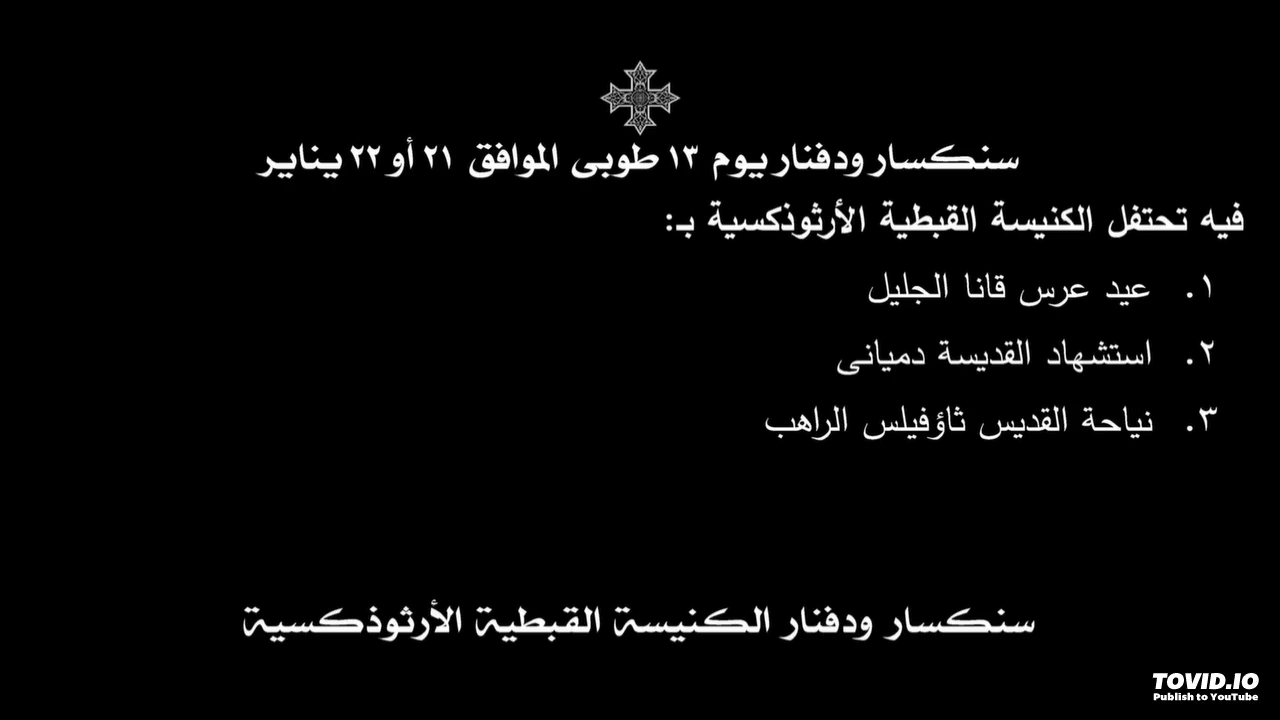 سنكسار ودفنار يوم ١٣ طوبى الموافق ٢١ أو ٢٢ يناير
فيه تحتفل الكنيسة القبطية الأرثوذكسية بـ:
١. عيد عرس قانا الجليل
٢. استشهاد القديسة دميانى
٣. نياحة القديس ثاؤفيلس الراهب
سنكسار ودفنار الكنيسة القبطية الأرثوذكسية
TOVID.IO
Publish to YouTube